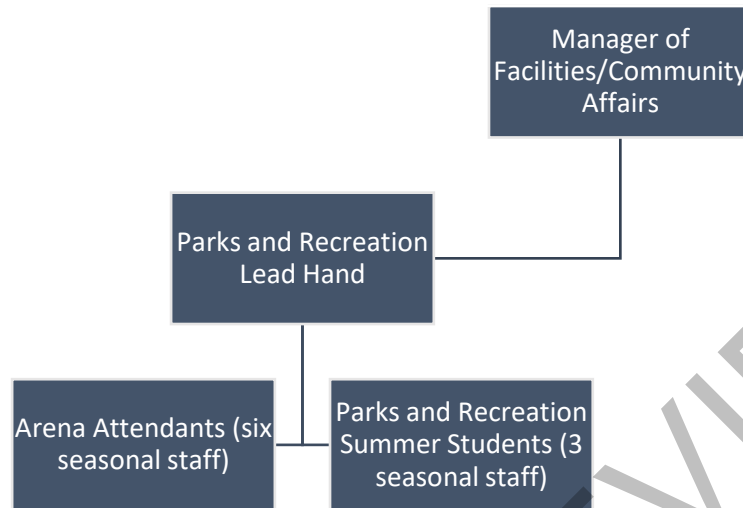 Manager of
Facilities/Community
Affairs
Parks and Recreation
Lead Hand
Arena Attendants (six
seasonal staff)
Parks and Recreation
Summer Students (3
seasonal staff)